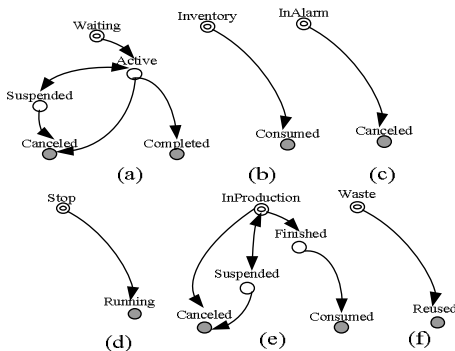 Waiting
Active
Suspended
Canceled
Completed
(a)
Inventory
Consumed
(b)
InAlarm
Canceled
(c)
Stop
Running
(d)
InProduction
Finished
Suspended
Canceled
Consumed
(e)
Waste
Reused
(f)